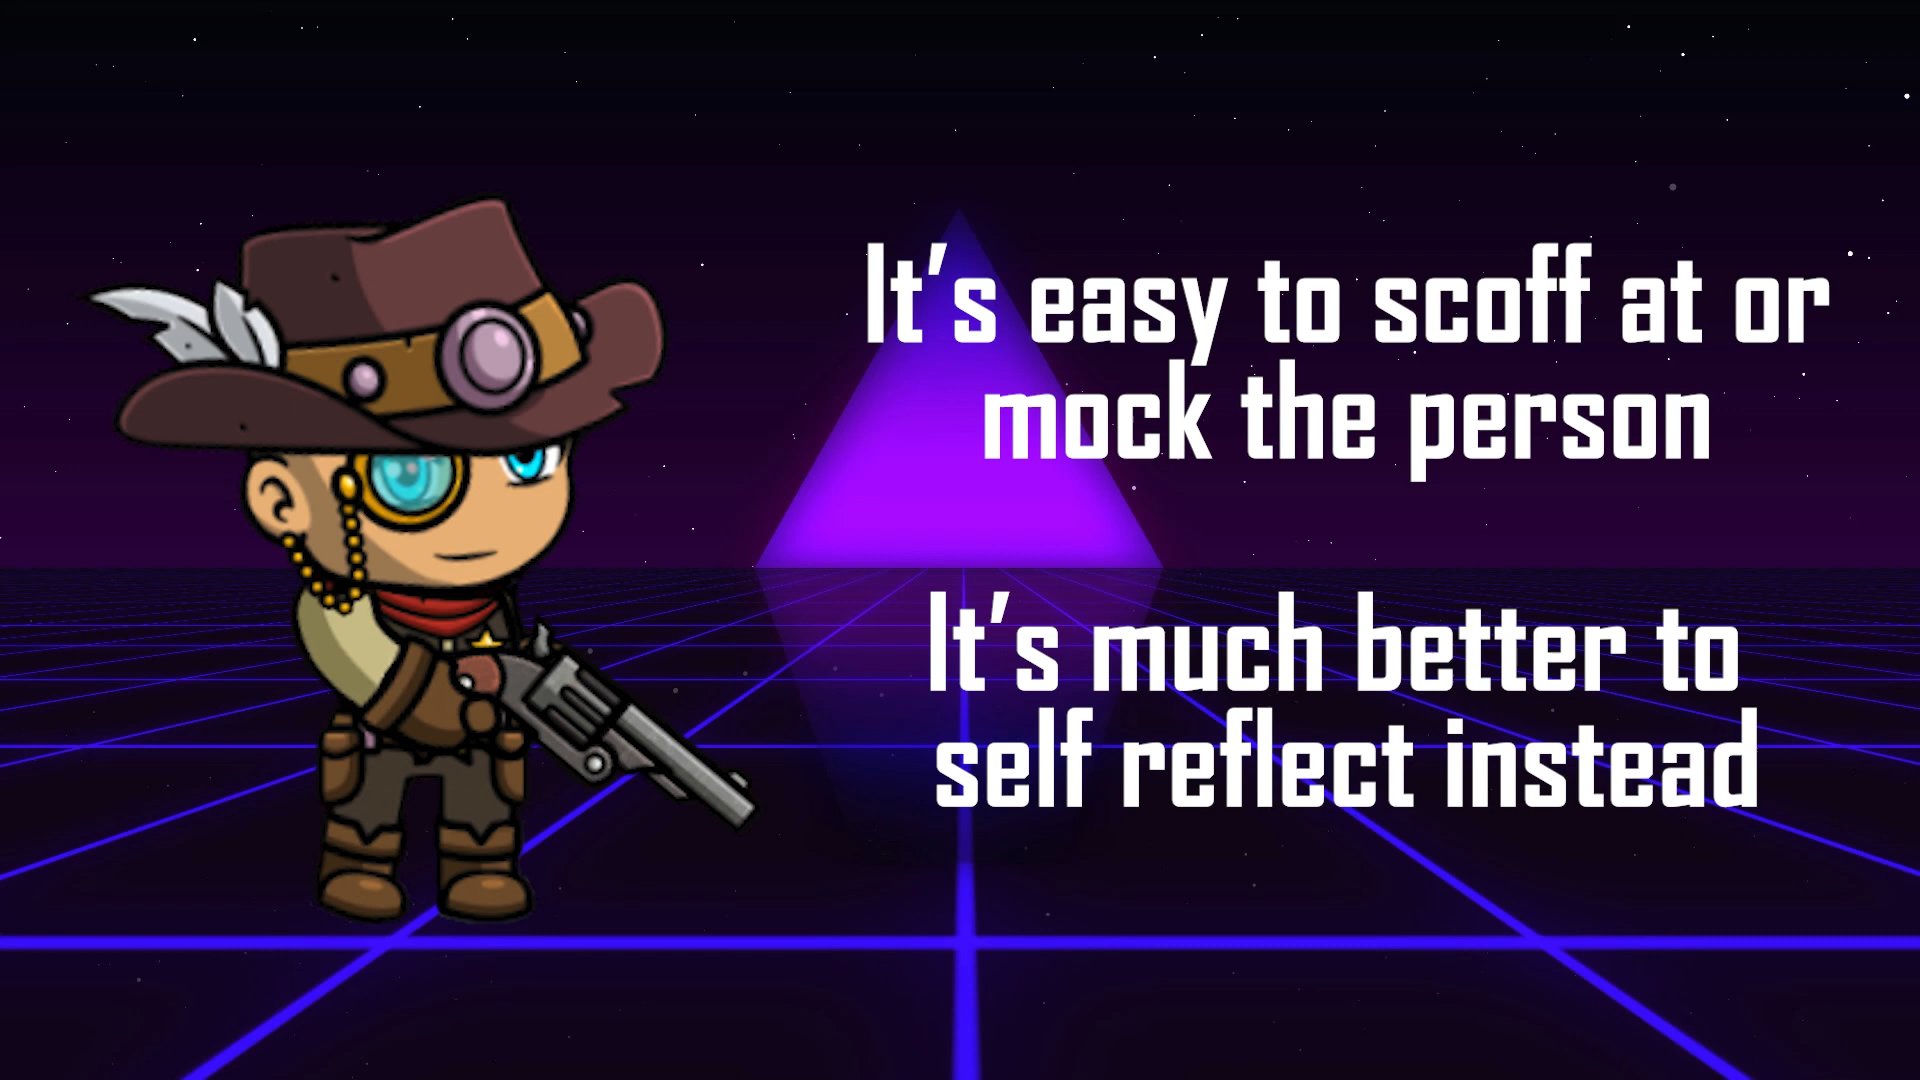 It's easy to scoff at or
mock the person
It's much better to
self reflect instead